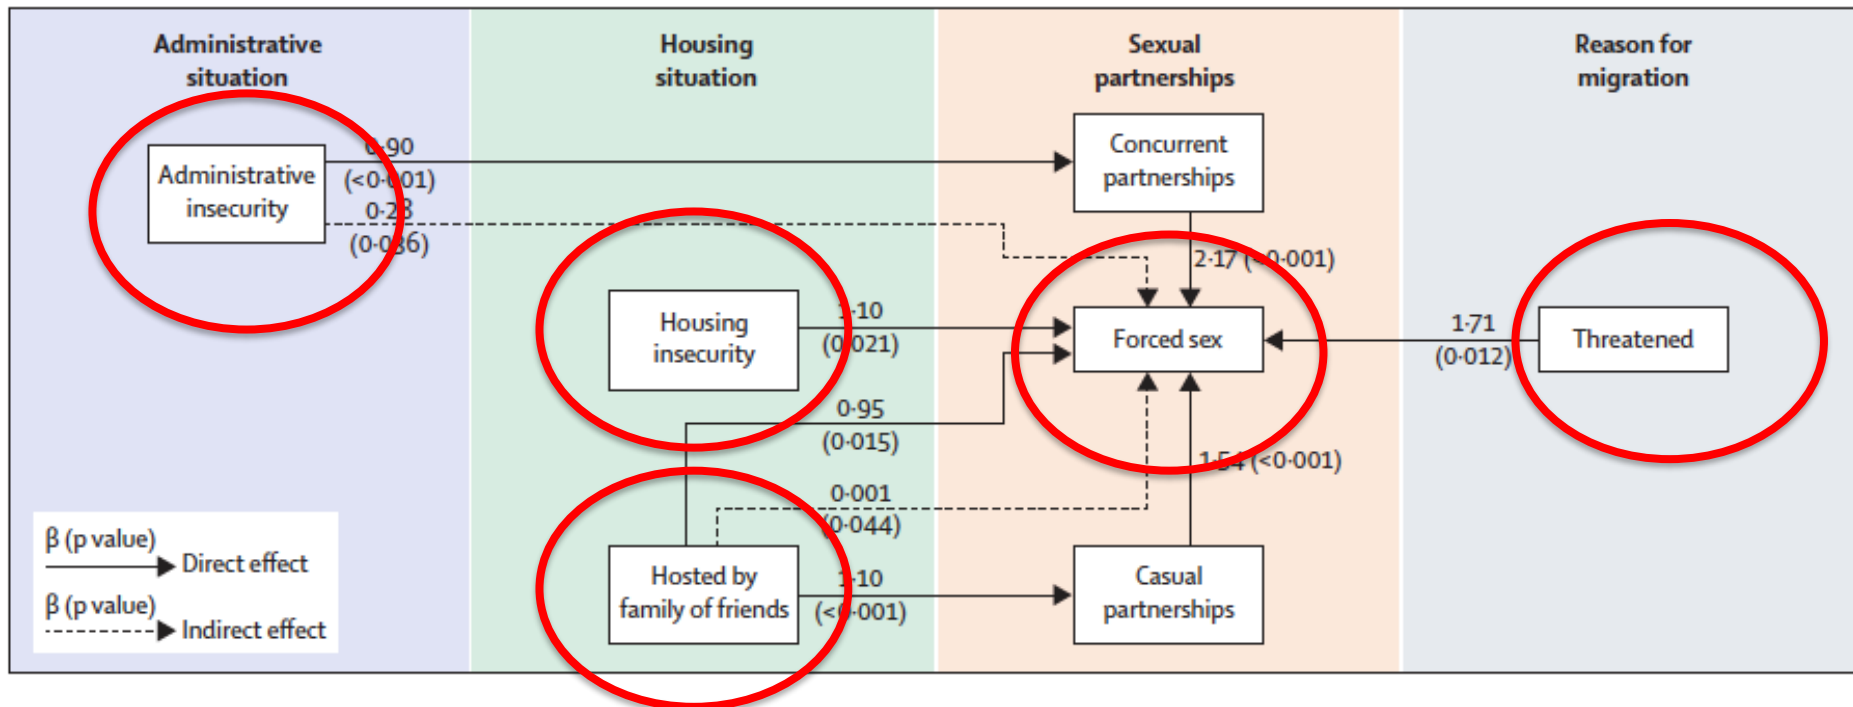 Administrative
situation
Housing
situation
Sexual
partnerships
Reason for
migration
Administrative
insecurity
0·90
(<0·001)
0·28
(0·036)
Concurrent
partnerships
2·17 (<0·001)
Housing
insecurity
1·10
(0·021)
Forced sex
1·71
(0·012)
Threatened
0·95
(0·015)
1·54 (<0·001)
0·001
(0·044)
Hosted by
family of friends
1·10
(<0·001)
Casual
partnerships
β (p value)
Direct effect
β (p value)
Indirect effect